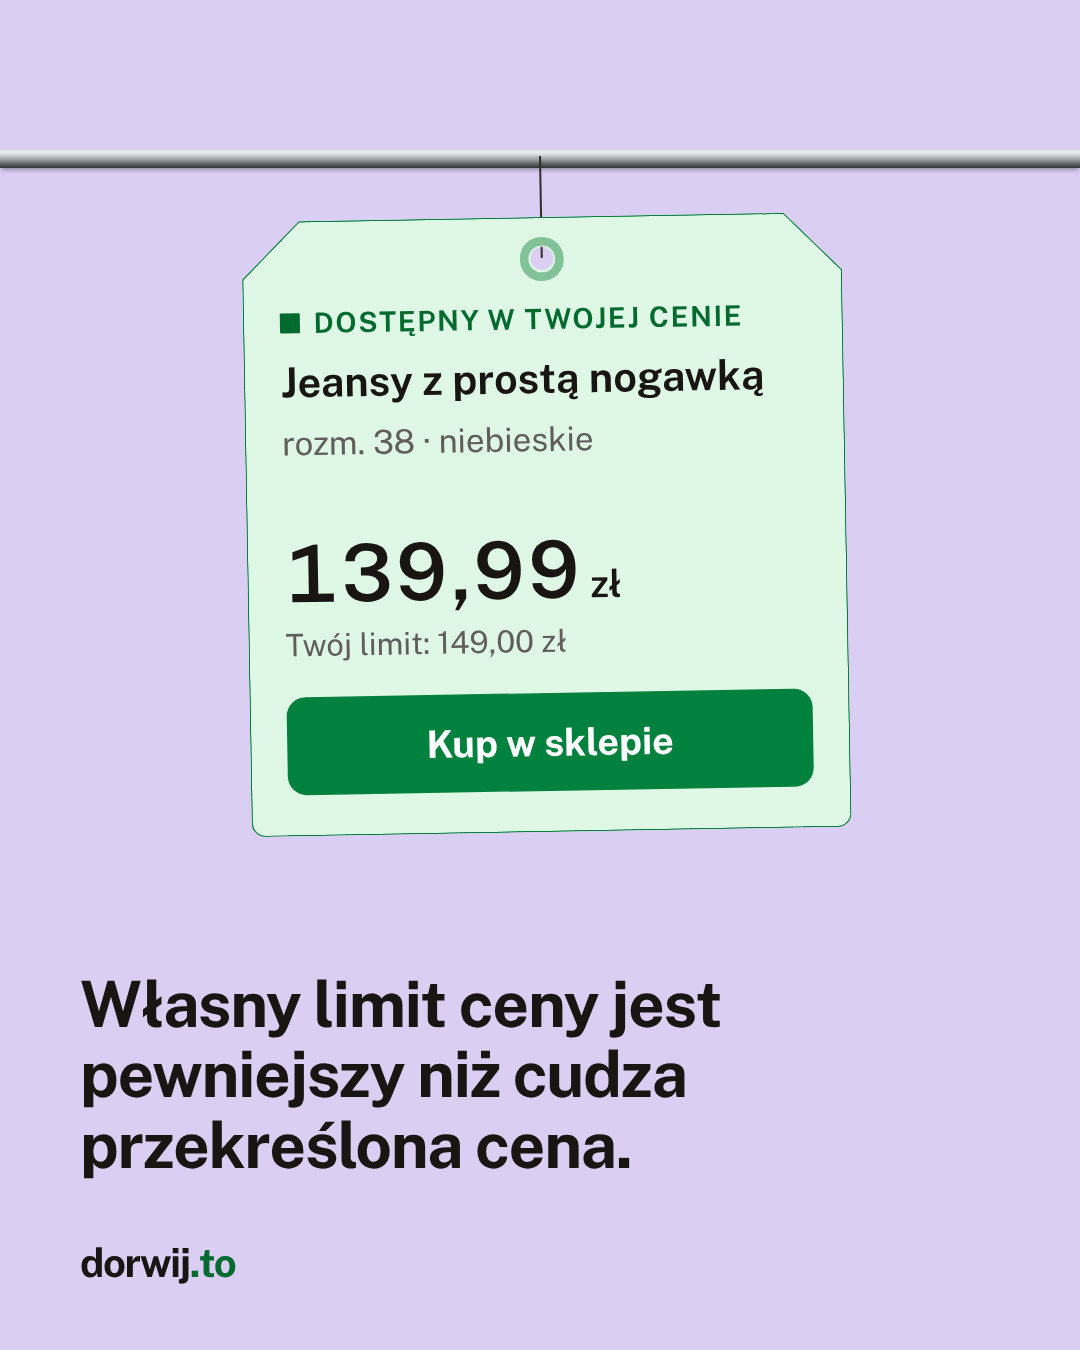 DOSTĘPNY W TWOJEJ CENIE
Jeansy z prostą nogawką
rozm. 38 · niebieskie
139,99 zł
Twój limit: 149,00 zł
Kup w sklepie
Własny limit ceny jest
pewniejszy niż cudza
przekreślona cena.
dorwij.to